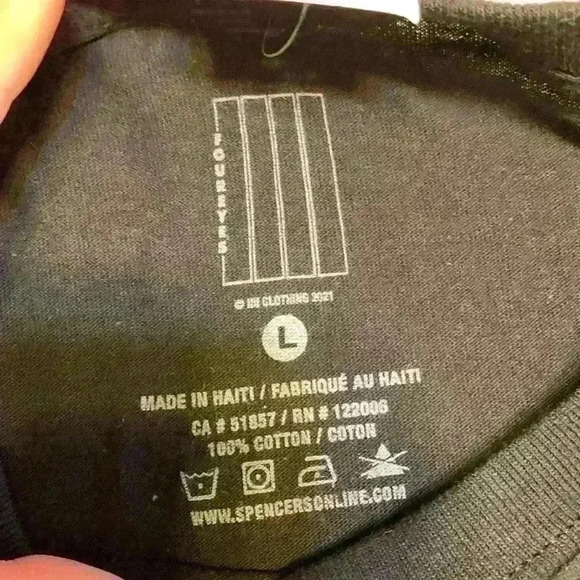 FOUREYES
© IIII CLOTHING 2021
L
MADE IN HAITI / FABRIQUÉ AU HAITI
CA # 51857 / RN # 122006
100% COTTON / COTON
WWW.SPENCERSONLINE.COM